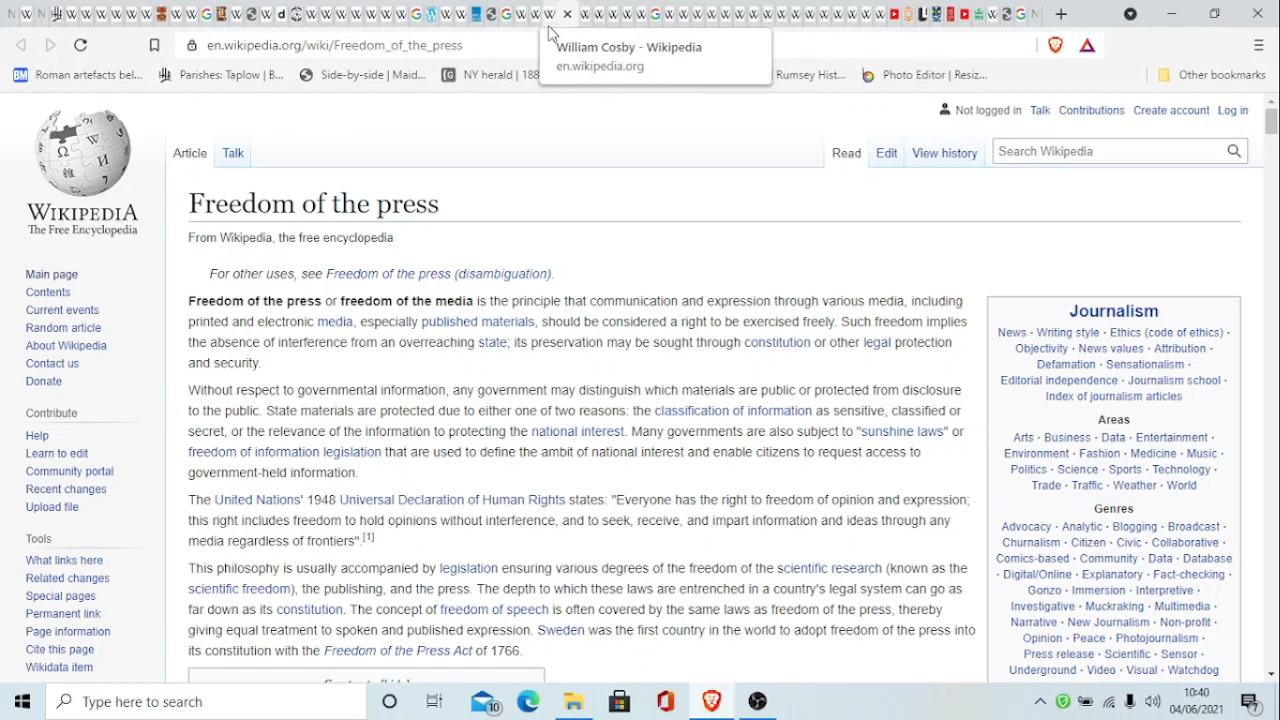 en.wikipedia.org/wiki/Freedom_of_the_press
William Cosby - Wikipedia
en.wikipedia.org
Roman artefacts bel...
Parishes: Taplow | B...
Side-by-side | Maid...
NY herald | 188
Rumsey Hist...
Photo Editor | Resiz...
Other bookmarks
Not logged in Talk Contributions Create account Log in
Article Talk
Read Edit View history
Search Wikipedia
WIKIPEDIA
The Free Encyclopedia
Main page
Contents
Current events
Random article
About Wikipedia
Contact us
Donate
Contribute
Help
Learn to edit
Community portal
Recent changes
Upload file
Tools
What links here
Related changes
Special pages
Permanent link
Page information
Cite this page
Wikidata item
Freedom of the press
From Wikipedia, the free encyclopedia
For other uses, see Freedom of the press (disambiguation).
Freedom of the press or freedom of the media is the principle that communication and expression through various media, including
printed and electronic media, especially published materials, should be considered a right to be exercised freely. Such freedom implies
the absence of interference from an overreaching state; its preservation may be sought through constitution or other legal protection
and security.
Without respect to governmental information, any government may distinguish which materials are public or protected from disclosure
to the public. State materials are protected due to either one of two reasons: the classification of information as sensitive, classified or
secret, or the relevance of the information to protecting the national interest. Many governments are also subject to "sunshine laws" or
freedom of information legislation that are used to define the ambit of national interest and enable citizens to request access to
government-held information.
The United Nations' 1948 Universal Declaration of Human Rights states: "Everyone has the right to freedom of opinion and expression;
this right includes freedom to hold opinions without interference, and to seek, receive, and impart information and ideas through any
media regardless of frontiers".[1]
This philosophy is usually accompanied by legislation ensuring various degrees of the freedom of the scientific research (known as the
scientific freedom), the publishing, and the press. The depth to which these laws are entrenched in a country's legal system can go as
far down as its constitution. The concept of freedom of speech is often covered by the same laws as freedom of the press, thereby
giving equal treatment to spoken and published expression. Sweden was the first country in the world to adopt freedom of the press into
its constitution with the Freedom of the Press Act of 1766.
Journalism
News · Writing style · Ethics (code of ethics) ·
Objectivity · News values · Attribution ·
Defamation · Sensationalism ·
Editorial independence · Journalism school ·
Index of journalism articles
Areas
Arts · Business · Data · Entertainment ·
Environment · Fashion · Medicine · Music ·
Politics · Science · Sports · Technology ·
Trade · Traffic · Weather · World
Genres
Advocacy · Analytic · Blogging · Broadcast ·
Churnalism · Citizen · Civic · Collaborative ·
Comics-based · Community · Data · Database
· Digital/Online · Explanatory · Fact-checking ·
Gonzo · Immersion · Interpretive ·
Investigative · Muckraking · Multimedia ·
Narrative · New Journalism · Non-profit ·
Opinion · Peace · Photojournalism ·
Press release · Scientific · Sensor ·
Underground · Video · Visual · Watchdog
Type here to search
10
10:40
04/06/2021
7